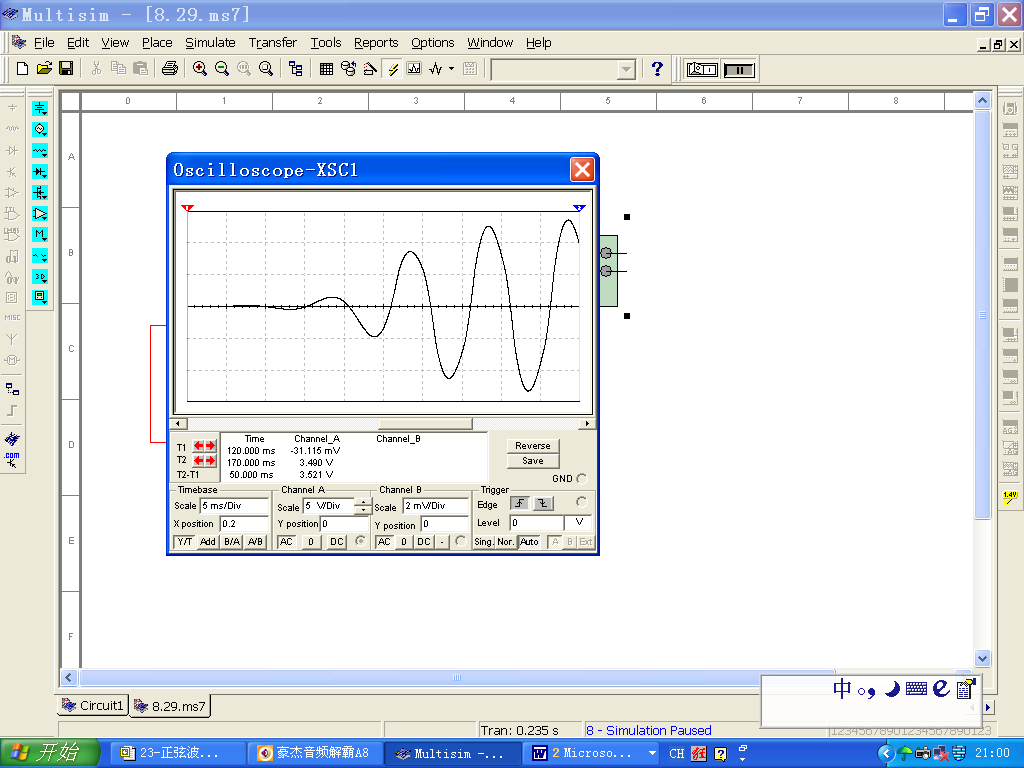 Multisim - [8.29.ms7]
File Edit View Place Simulate Transfer Tools Reports Options Window Help
0 1 2 3 4 5 6 7 8
A
B
C
D
E
F
MISC
.COM
1.4V
Oscilloscope-XSC1
Time Channel_A Channel_B
T1 120.000 ms -31.115 mV
T2 170.000 ms 3.490 V
T2-T1 50.000 ms 3.521 V
Reverse
Save
GND
Timebase
Scale 5 ms/Div
X position 0.2
Y/T Add B/A A/B
Channel A
Scale 5 V/Div
Y position 0
AC 0 DC
Channel B
Scale 2 mV/Div
Y position 0
AC 0 DC -
Trigger
Edge
Level 0 V
Sing. Nor. Auto A B Ext
Circuit1 8.29.ms7
Tran: 0.235 s 8 - Simulation Paused
中
开始 23-正弦波... 豪杰音频解霸A8 Multisim -... 2 Microso... CH 21:00